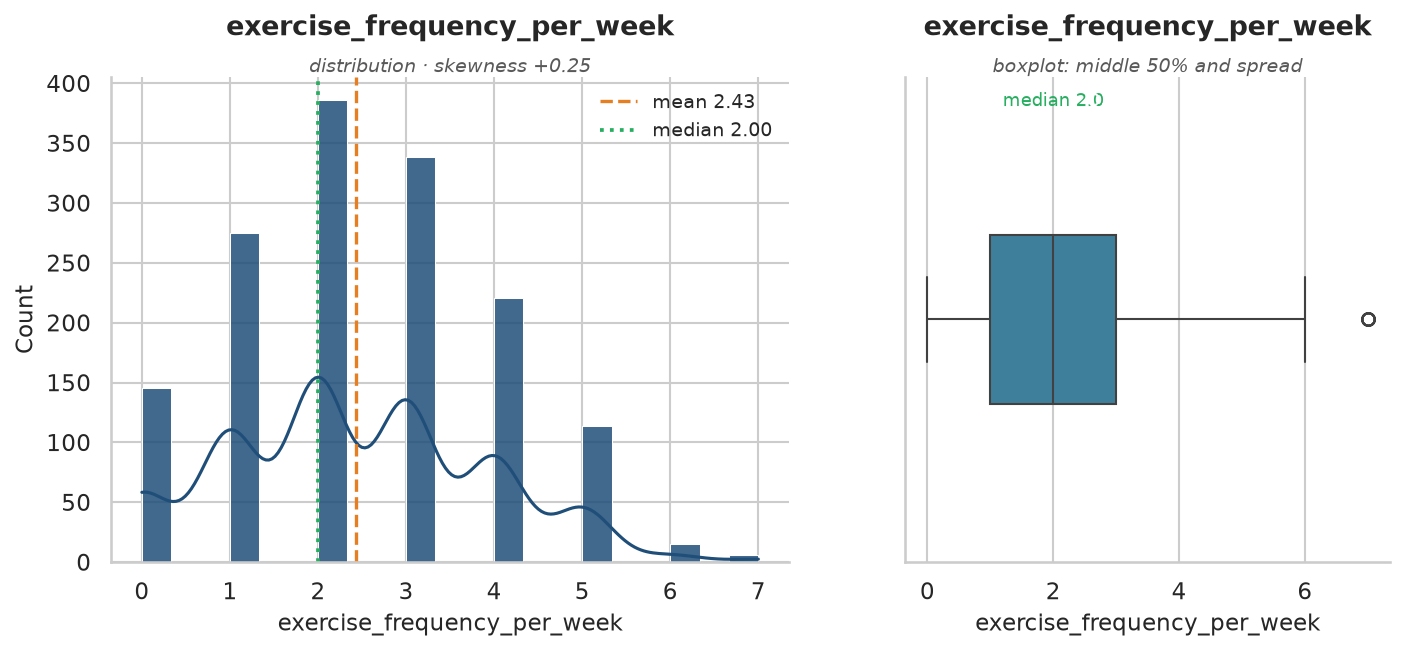 exercise_frequency_per_week
distribution · skewness +0.25
mean 2.43
median 2.00
400
350
300
250
200
150
100
50
0
Count
0 1 2 3 4 5 6 7
exercise_frequency_per_week
exercise_frequency_per_week
boxplot: middle 50% and spread
median 2.0
0 2 4 6
exercise_frequency_per_week